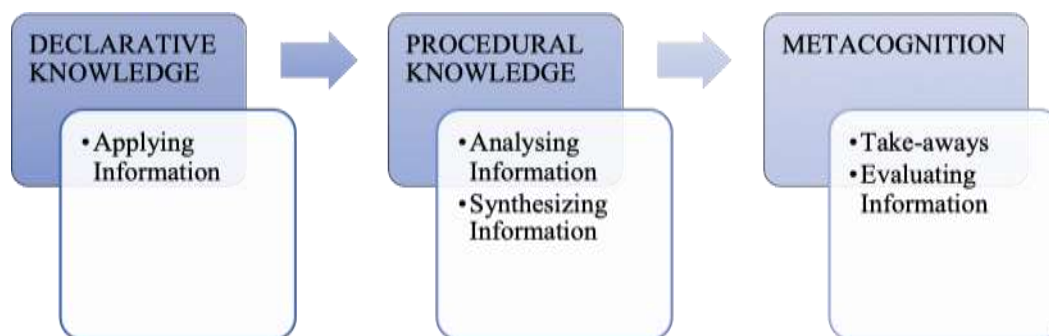 DECLARATIVE
KNOWLEDGE
•Applying
Information
PROCEDURAL
KNOWLEDGE
•Analysing
Information
•Synthesizing
Information
METACOGNITION
•Take-aways
•Evaluating
Information